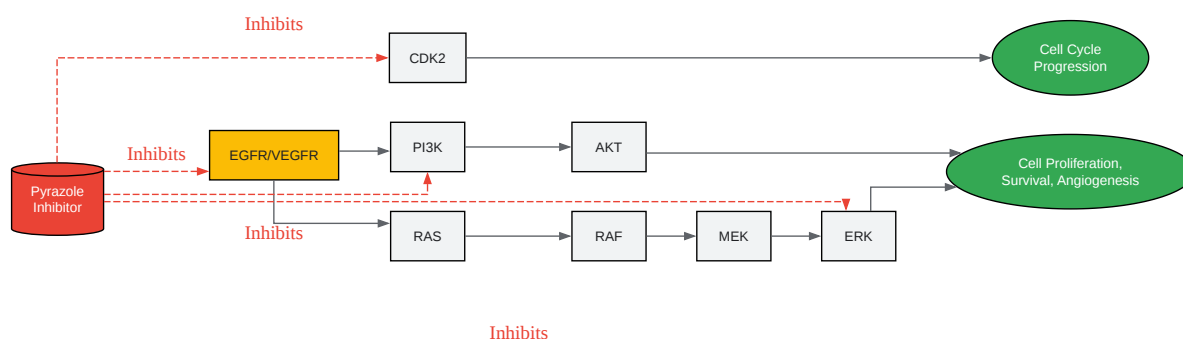 Inhibits
CDK2
Cell Cycle
Progression
Inhibits
EGFR/VEGFR
PI3K
AKT
Cell Proliferation,
Survival, Angiogenesis
Pyrazole
Inhibitor
Inhibits
RAS
RAF
MEK
ERK
Inhibits